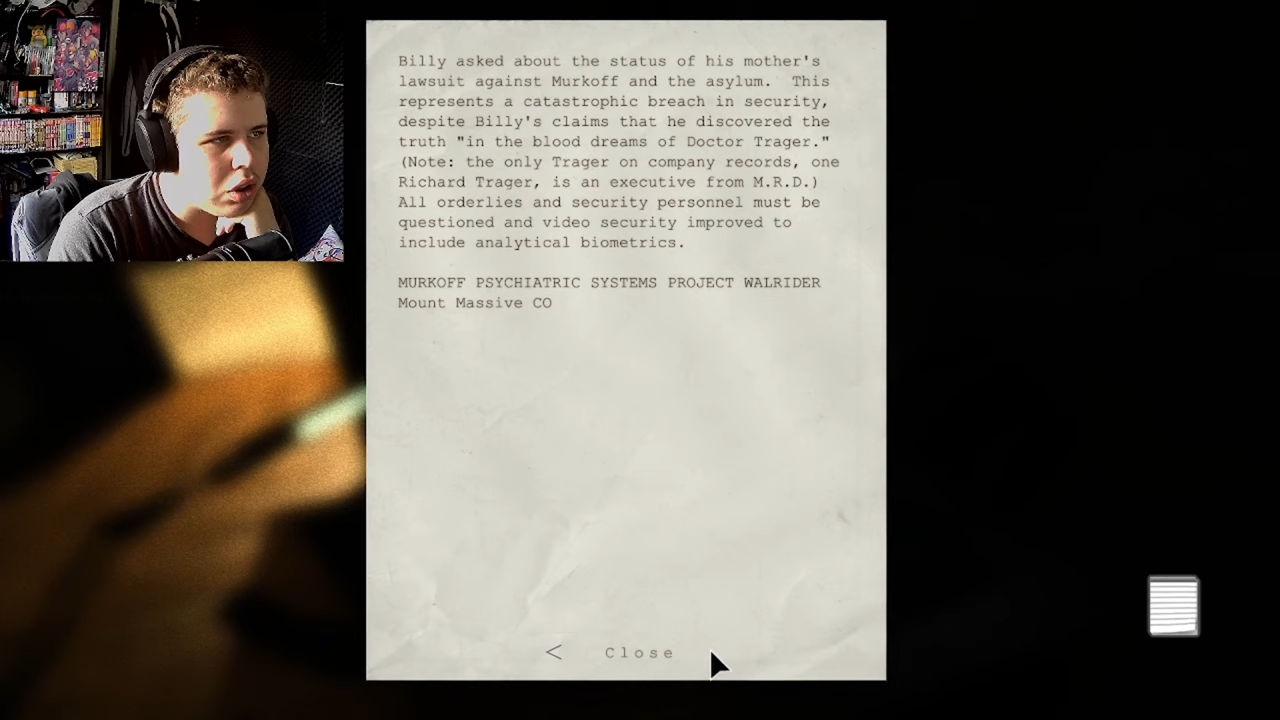 Billy asked about the status of his mother's
lawsuit against Murkoff and the asylum.  This
represents a catastrophic breach in security,
despite Billy's claims that he discovered the
truth "in the blood dreams of Doctor Trager."
(Note: the only Trager on company records, one
Richard Trager, is an executive from M.R.D.)
All orderlies and security personnel must be
questioned and video security improved to
include analytical biometrics.
MURKOFF PSYCHIATRIC SYSTEMS PROJECT WALRIDER
Mount Massive CO
< Close